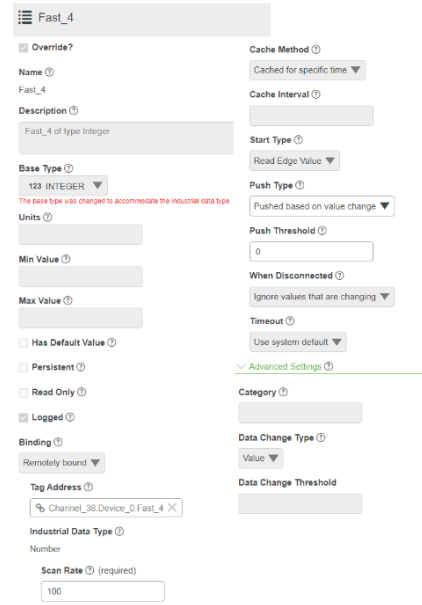 Fast_4
Override?
Name
Fast_4
Description
Fast_4 of type Integer
Base Type
123 INTEGER
The base type was changed to accommodate the industrial data type
Units
Min Value
Max Value
Has Default Value
Persistent
Read Only
Logged
Binding
Remotely bound
Tag Address
Channel_38.Device_0.Fast_4
Industrial Data Type
Number
Scan Rate (required)
100
Cache Method
Cached for specific time
Cache Interval
Start Type
Read Edge Value
Push Type
Pushed based on value change
Push Threshold
0
When Disconnected
Ignore values that are changing
Timeout
Use system default
Advanced Settings
Category
Data Change Type
Value
Data Change Threshold